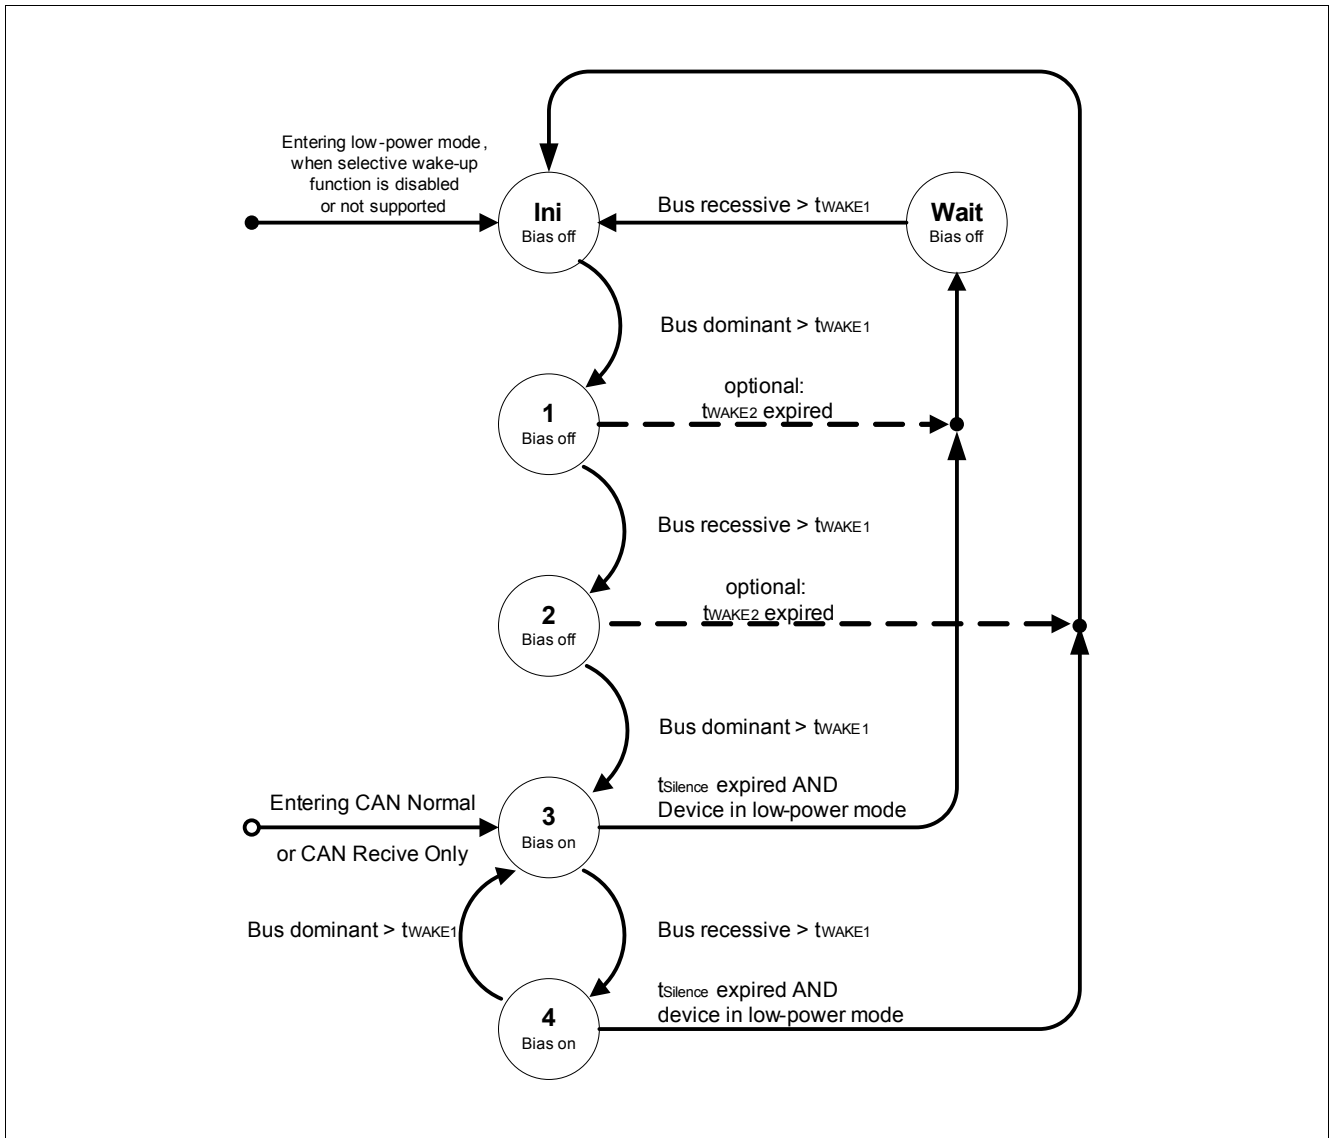 Entering low-power mode,
when selective wake-up
function is disabled
or not supported
Ini
Bias off
Bus recessive > tWAKE1
Wait
Bias off
Bus dominant > tWAKE1
1
Bias off
optional:
tWAKE2 expired
Bus recessive > tWAKE1
2
Bias off
optional:
tWAKE2 expired
Bus dominant > tWAKE1
Entering CAN Normal
or CAN Recive Only
3
Bias on
tSilence expired AND
Device in low-power mode
Bus dominant > tWAKE1
Bus recessive > tWAKE1
4
Bias on
tSilence expired AND
device in low-power mode